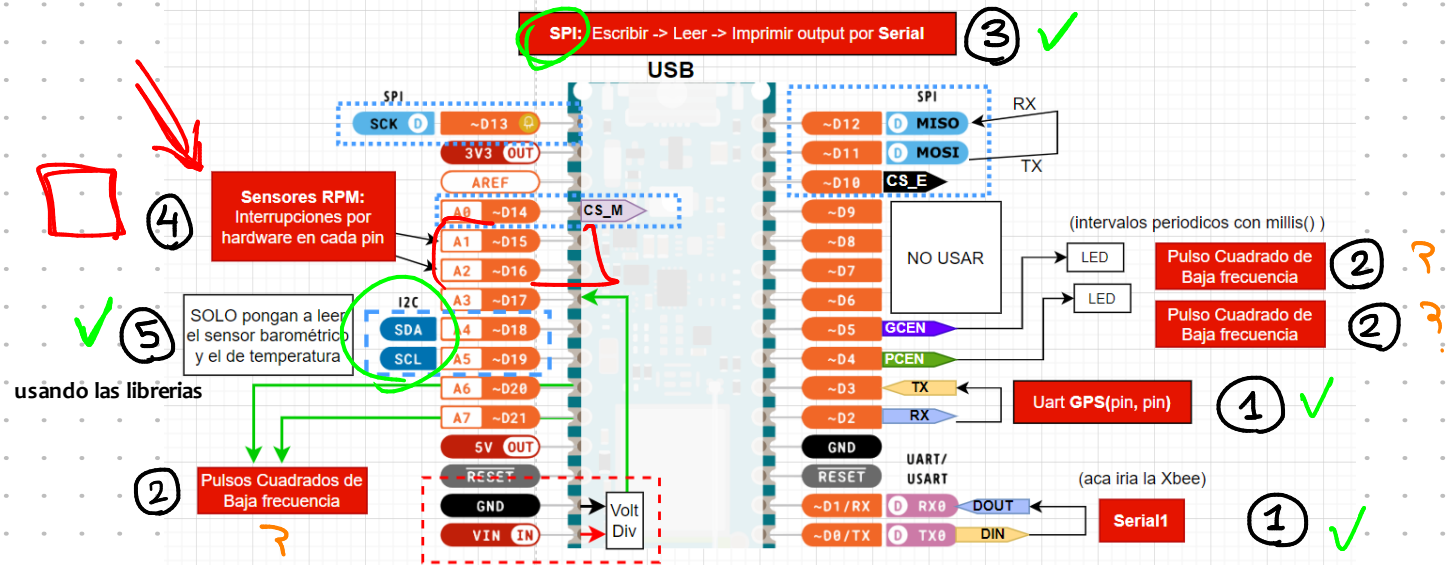 SPI: Escribir -> Leer -> Imprimir output por Serial
3
USB
SPI
SCK D ~D13
3V3 OUT
AREF
A0 ~D14 CS_M
A1 ~D15
A2 ~D16
A3 ~D17
I2C
SDA A4 ~D18
SCL A5 ~D19
A6 ~D20
A7 ~D21
5V OUT
RESET
GND
VIN IN
Volt
Div
Sensores RPM:
Interrupciones por
hardware en cada pin
4
SOLO pongan a leer
el sensor barométrico
y el de temperatura
5
usando las librerias
Pulsos Cuadrados de
Baja frecuencia
2
?
SPI
~D12 D MISO
~D11 D MOSI
~D10 CS_E
RX
TX
~D9
~D8
~D7
~D6
NO USAR
~D5 GCEN
~D4 PCEN
~D3 TX
~D2 RX
GND
RESET
UART/
USART
~D1/RX D RX0 DOUT
~D0/TX D TX0 DIN
(intervalos periodicos con millis() )
LED
Pulso Cuadrado de
Baja frecuencia
2
?
LED
Pulso Cuadrado de
Baja frecuencia
2
?
Uart GPS(pin, pin)
1
(aca iria la Xbee)
Serial1
1